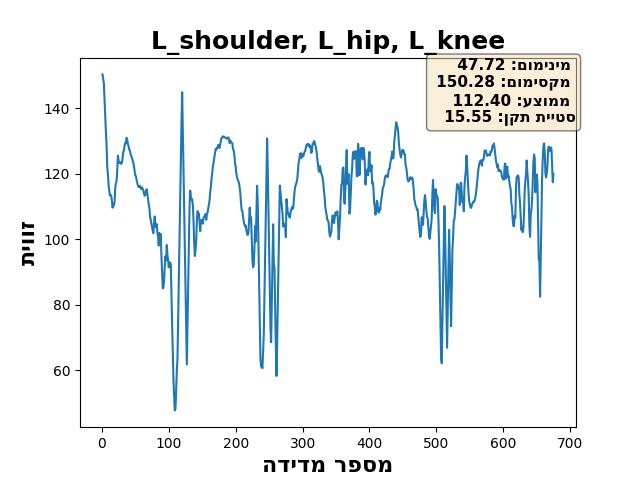 L_shoulder, L_hip, L_knee
מינימום: 47.72
מקסימום: 150.28
ממוצע: 112.40
סטיית תקן: 15.55
140
120
100
80
60
זווית
0 100 200 300 400 500 600 700
מספר מדידה